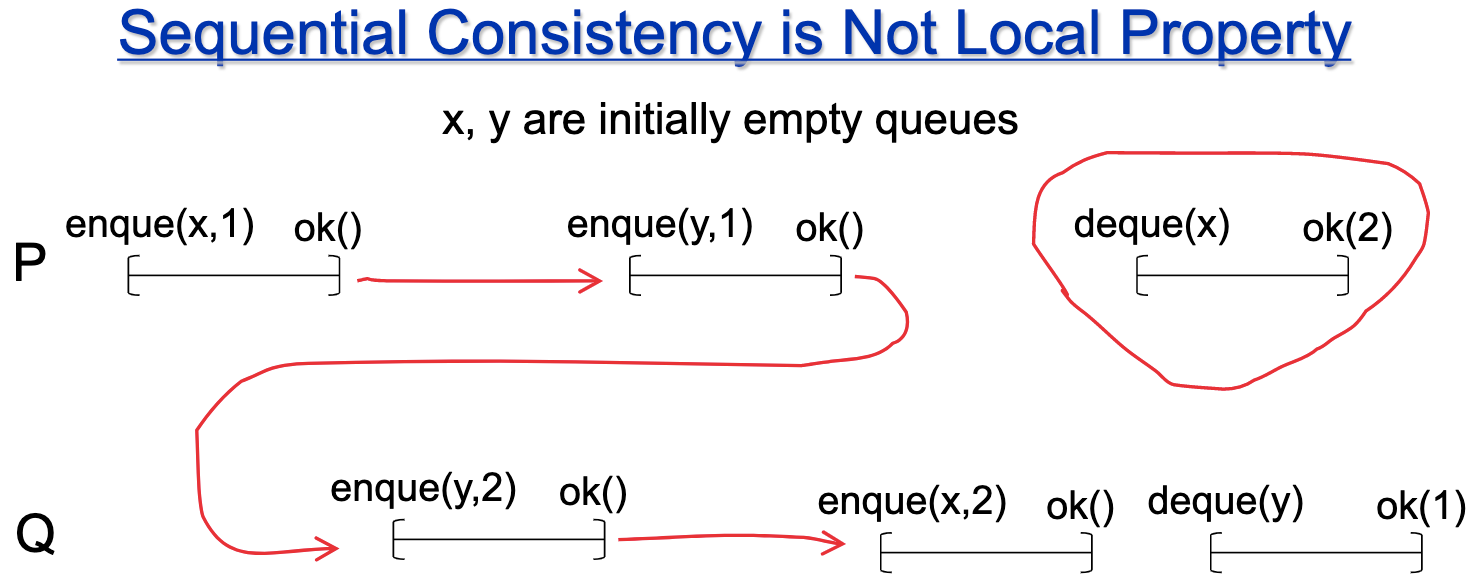 Sequential Consistency is Not Local Property
x, y are initially empty queues
P enque(x,1) ok() enque(y,1) ok() deque(x) ok(2)
Q enque(y,2) ok() enque(x,2) ok() deque(y) ok(1)